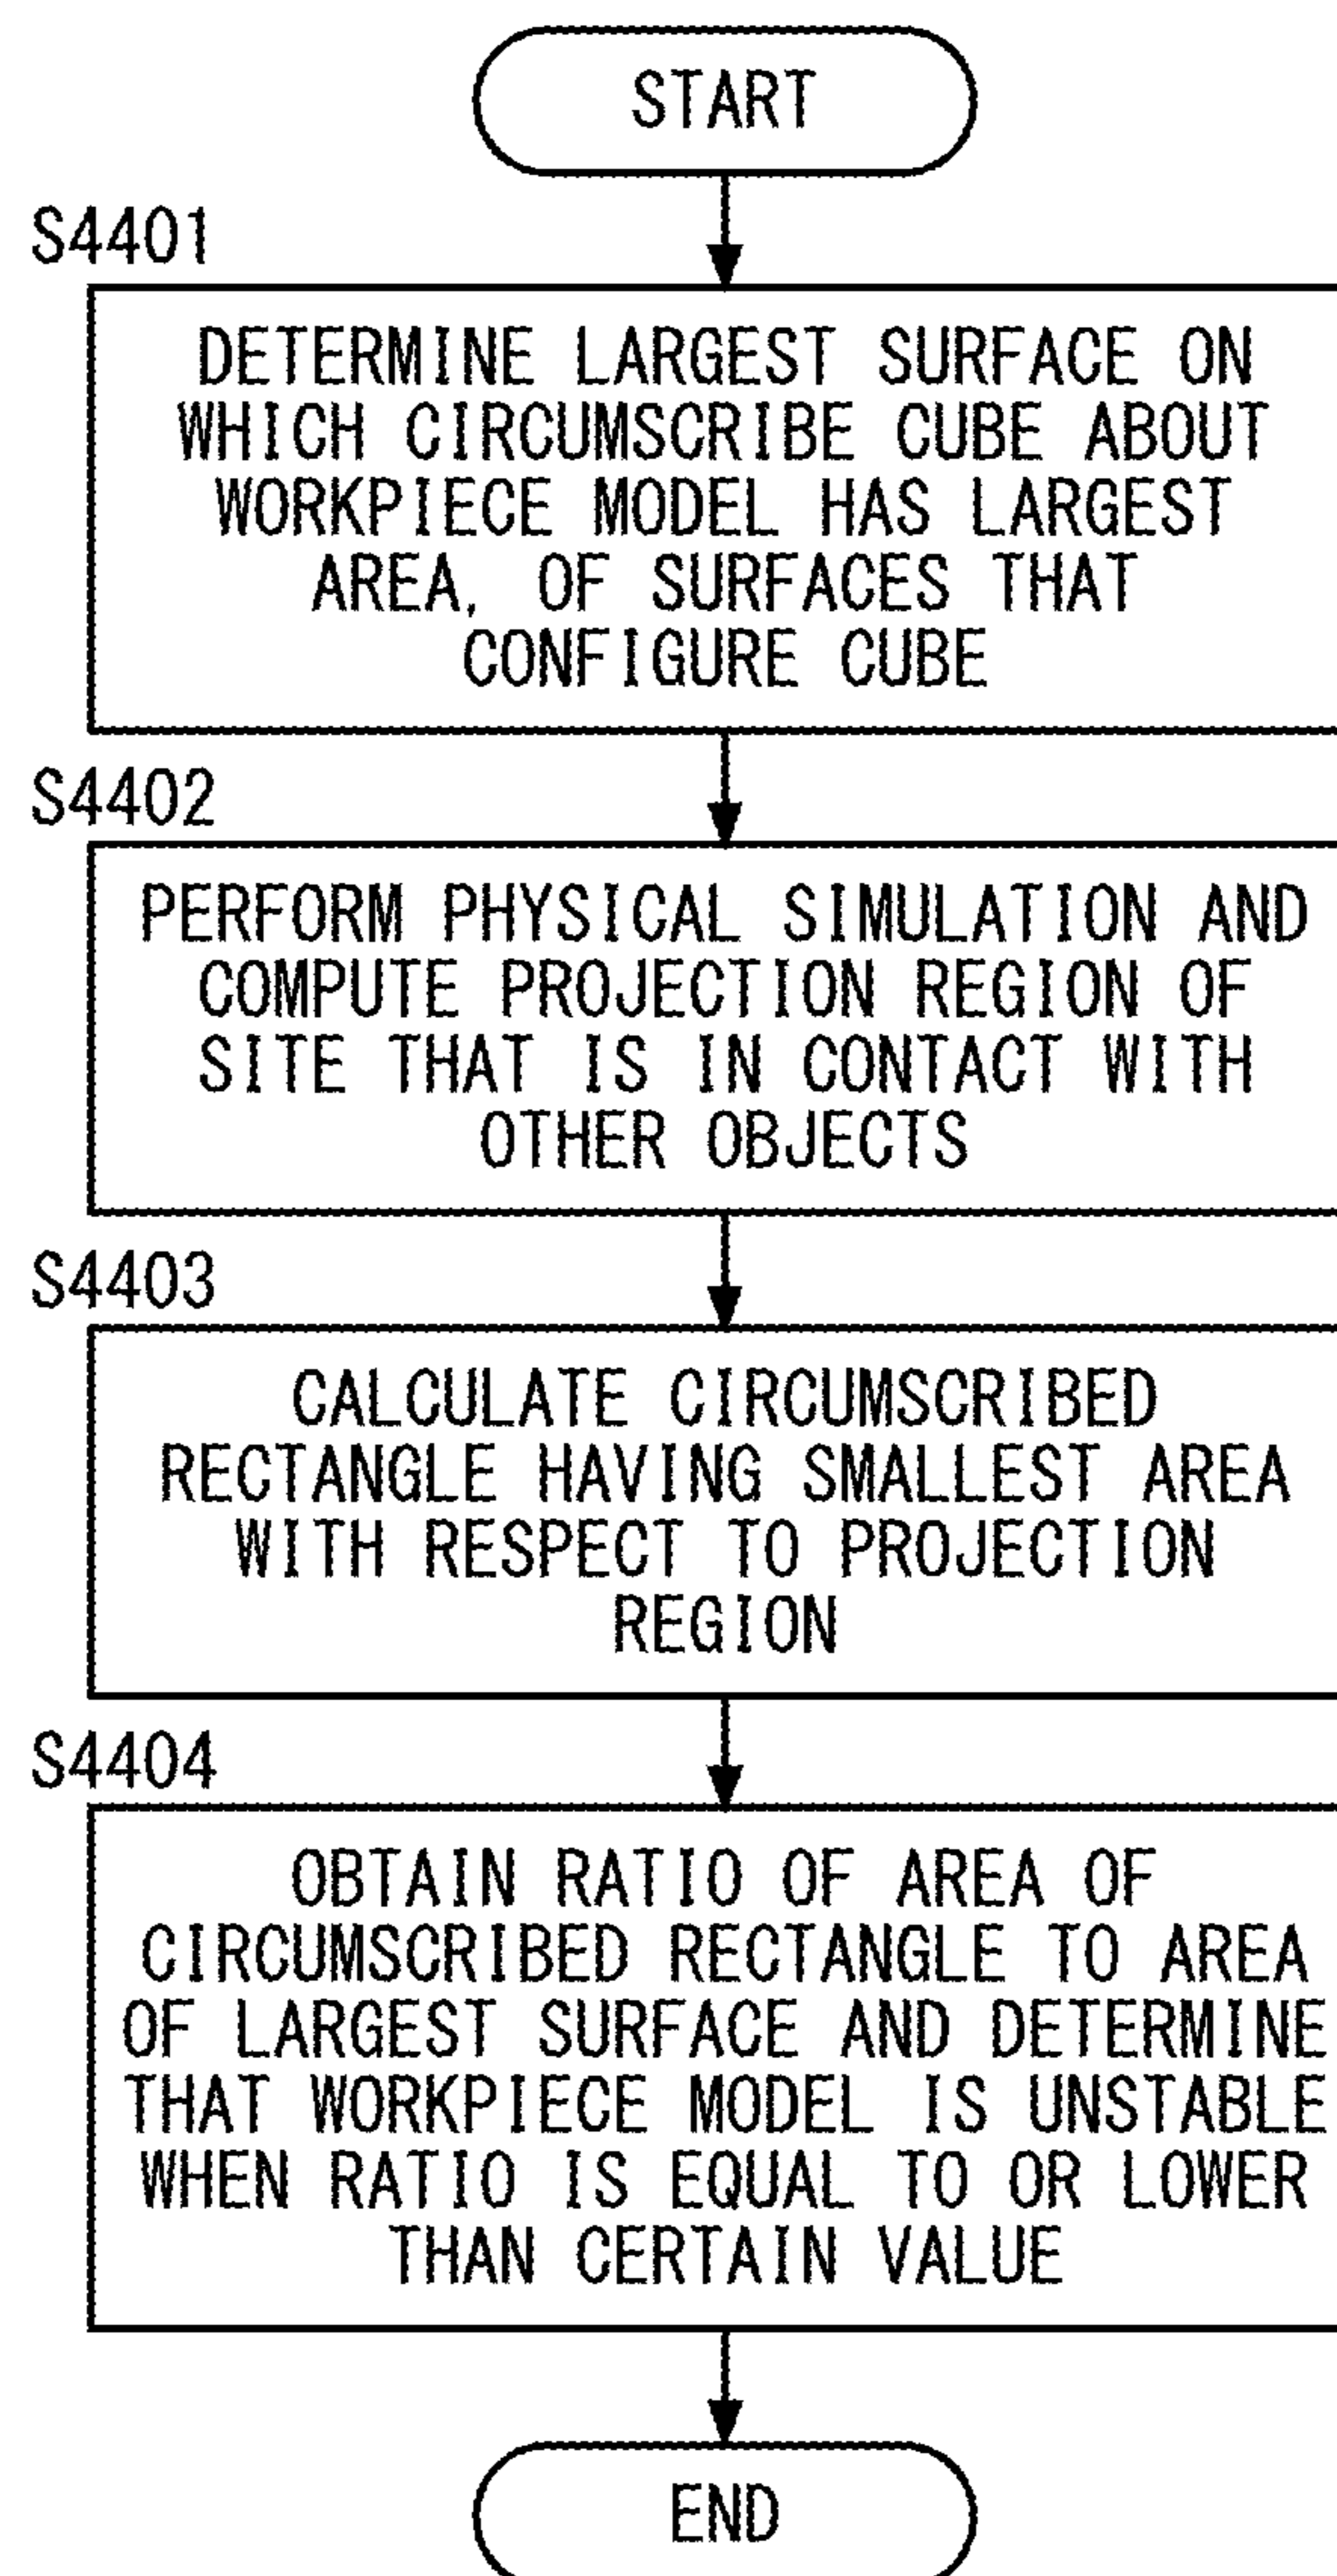 START
S4401
DETERMINE LARGEST SURFACE ON
WHICH CIRCUMSCRIBE CUBE ABOUT
WORKPIECE MODEL HAS LARGEST
AREA, OF SURFACES THAT
CONFIGURE CUBE
S4402
PERFORM PHYSICAL SIMULATION AND
COMPUTE PROJECTION REGION OF
SITE THAT IS IN CONTACT WITH
OTHER OBJECTS
S4403
CALCULATE CIRCUMSCRIBED
RECTANGLE HAVING SMALLEST AREA
WITH RESPECT TO PROJECTION
REGION
S4404
OBTAIN RATIO OF AREA OF
CIRCUMSCRIBED RECTANGLE TO AREA
OF LARGEST SURFACE AND DETERMINE
THAT WORKPIECE MODEL IS UNSTABLE
WHEN RATIO IS EQUAL TO OR LOWER
THAN CERTAIN VALUE
END